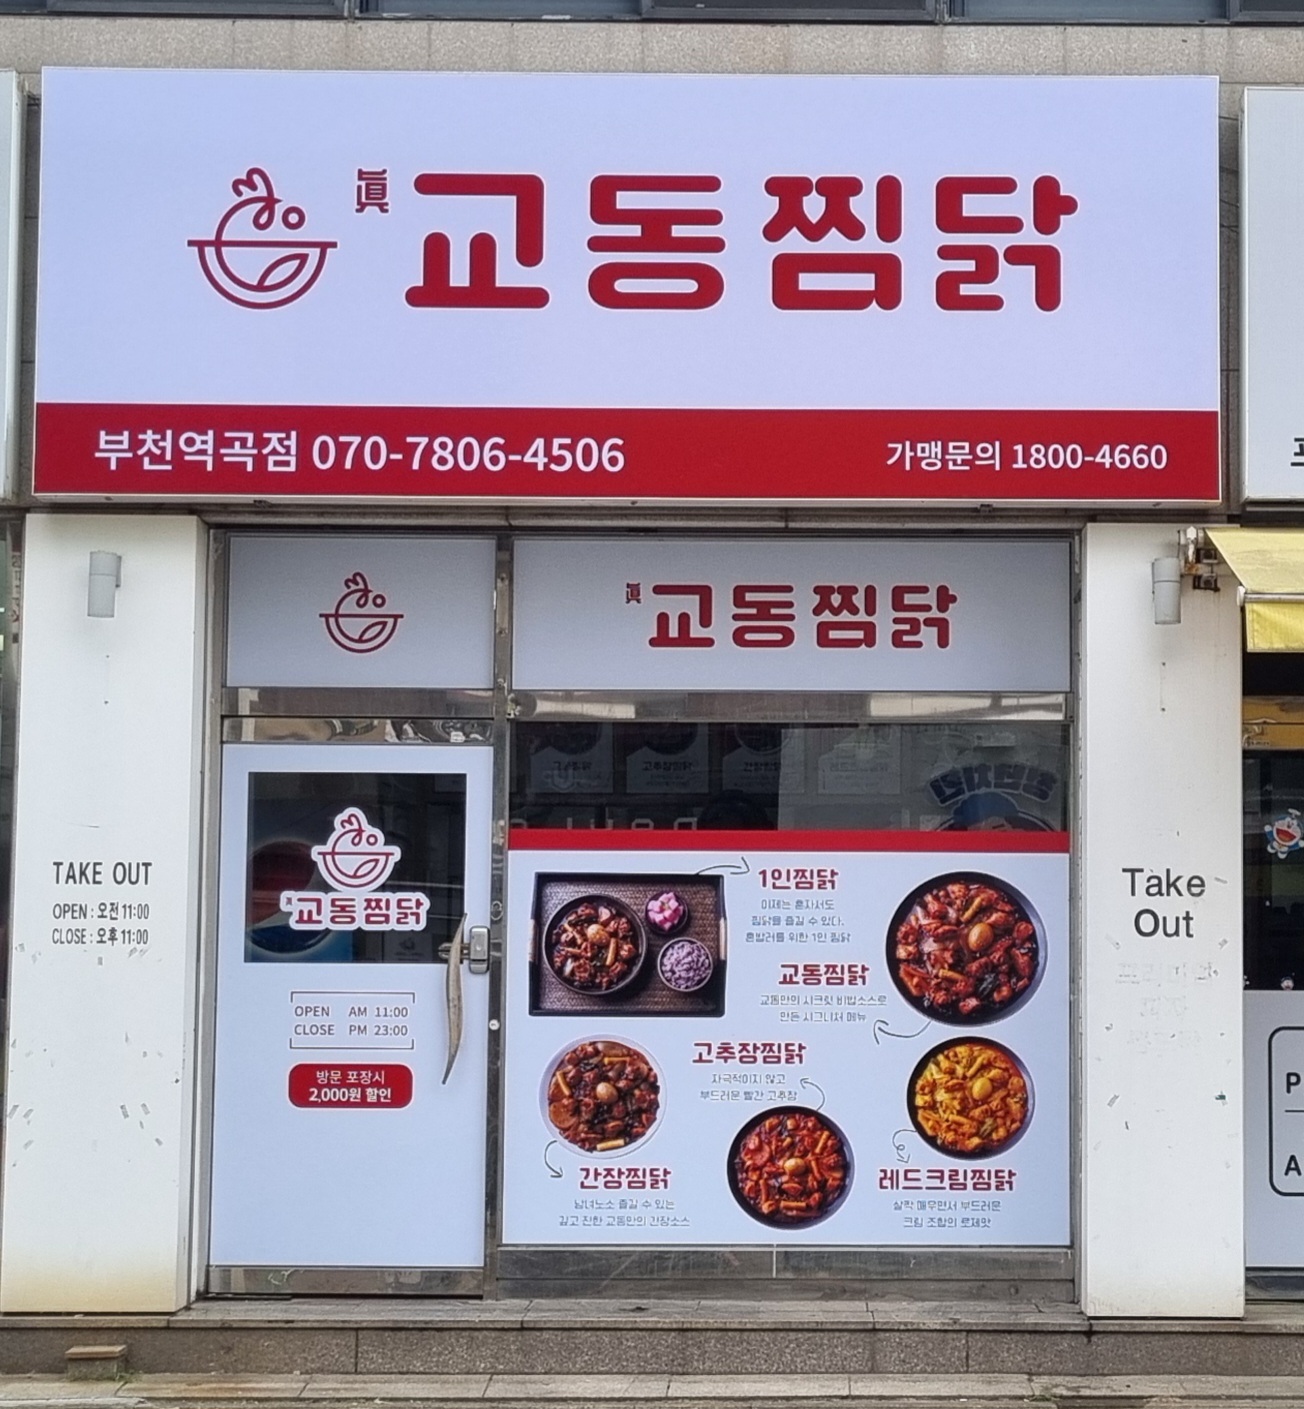 眞 교동찜닭
부천역곡점 070-7806-4506
가맹문의 1800-4660
眞 교동찜닭
TAKE OUT
OPEN : 오전 11:00
CLOSE : 오후 11:00
교동찜닭
OPEN AM 11:00
CLOSE PM 23:00
방문 포장시
2,000원 할인
고추장찜닭
간장찜닭
1인찜닭
이제는 혼자서도
찜닭을 즐길 수 있다.
혼밥러를 위한 1인 찜닭
교동찜닭
교동만의 시크릿 비법소스로
만든 시그니처 메뉴
고추장찜닭
자극적이지 않고
부드러운 빨간 고추장
간장찜닭
남녀노소 즐길 수 있는
깊고 진한 교동만의 간장소스
레드크림찜닭
살짝 매우면서 부드러운
크림 조합의 로제맛
Take
Out
P
A